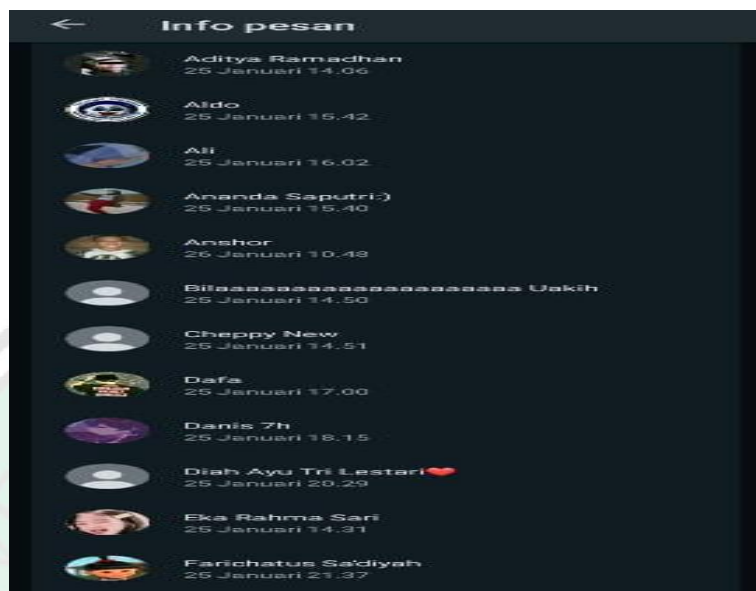 Info pesan
Aditya Ramadhan
25 Januari 14.06
Aldo
25 Januari 15.42
Ali
25 Januari 16.02
Ananda Saputri:)
25 Januari 15.40
Anshor
26 Januari 10.48
Bilaaaaaaaaaaaaaaaaaaaaa Uakih
25 Januari 14.50
Cheppy New
25 Januari 14.51
Dafa
25 Januari 17.00
Danis 7h
25 Januari 18.15
Diah Ayu Tri Lestari❤️
25 Januari 20.29
Eka Rahma Sari
25 Januari 14.31
Farichatus Sa'diyah
25 Januari 21.37